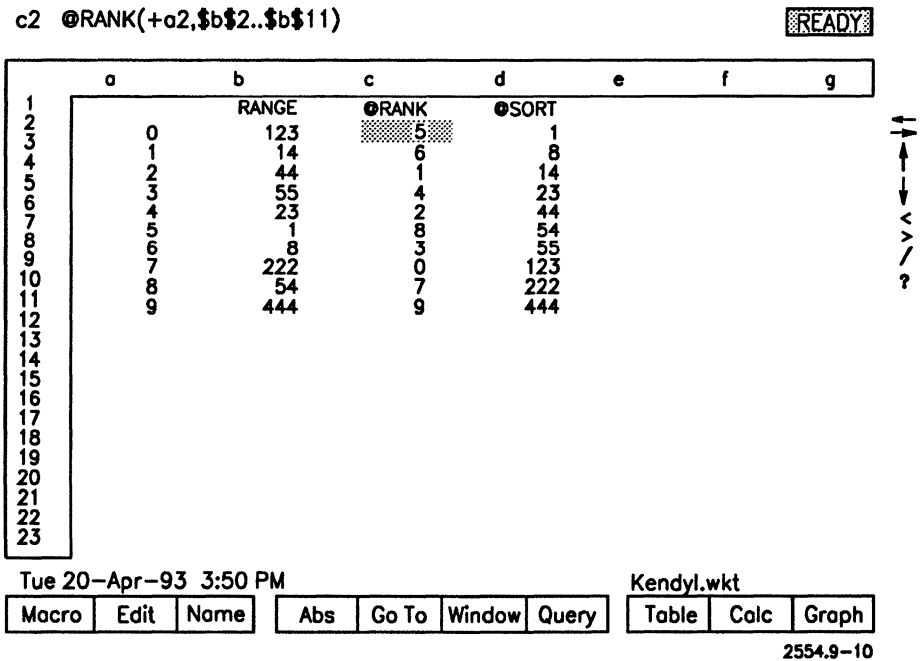 c2 @RANK(+a2,$b$2..$b$11) READY
a b c d e f g
1 RANGE @RANK @SORT
2 0 123 5 1
3 1 14 6 8
4 2 44 1 14
5 3 55 4 23
6 4 23 2 44
7 5 1 8 54
8 6 8 3 55
9 7 222 0 123
10 8 54 7 222
11 9 444 9 444
12
13
14
15
16
17
18
19
20
21
22
23
< 
>
/
?
Tue 20-Apr-93 3:50 PM Kendyl.wkt
Macro Edit Name Abs Go To Window Query Table Calc Graph
2554.9-10